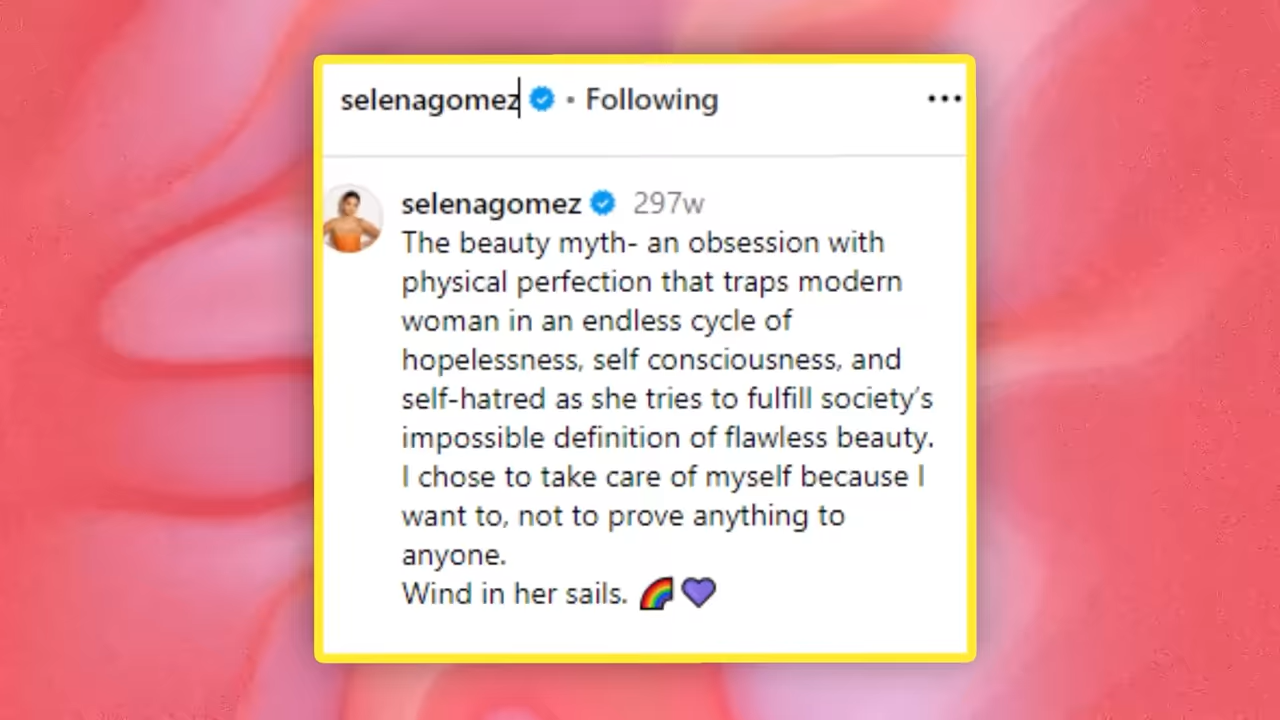 selenagomez • Following •••
selenagomez 297w
The beauty myth- an obsession with
physical perfection that traps modern
woman in an endless cycle of
hopelessness, self consciousness, and
self-hatred as she tries to fulfill society’s
impossible definition of flawless beauty.
I chose to take care of myself because I
want to, not to prove anything to
anyone.
Wind in her sails. 🌈💜